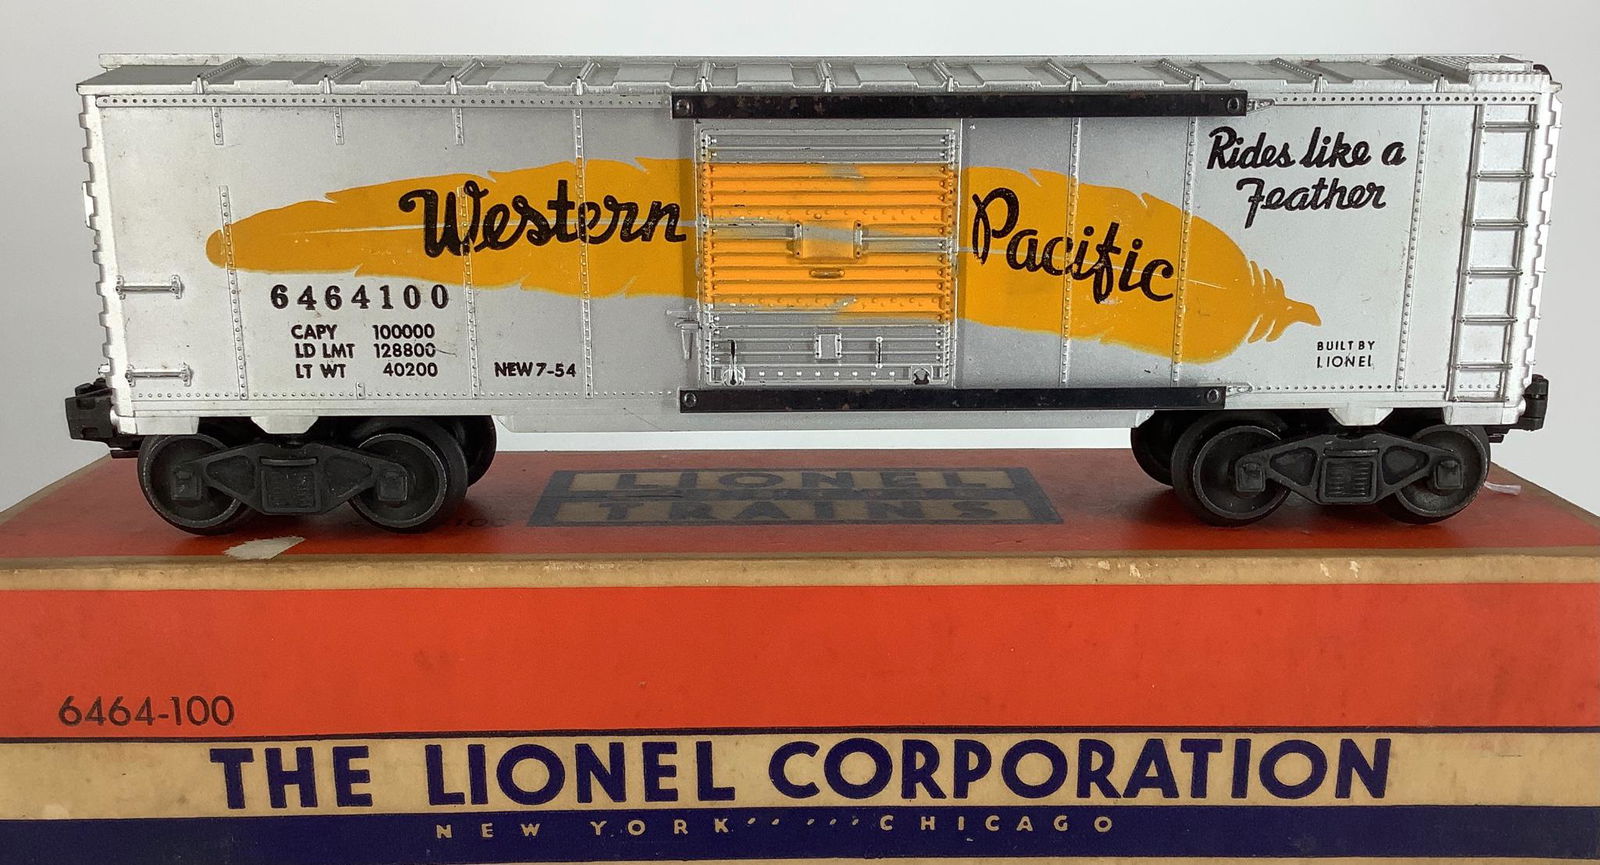 Western Pacific
Rides like a
Feather
6464100
CAPY 100000
LD LMT 128800
LT WT 40200
NEW 7-54
BUILT BY
LIONEL
LIONEL
TRAINS
6464-100
THE LIONEL CORPORATION
NEW YORK CHICAGO